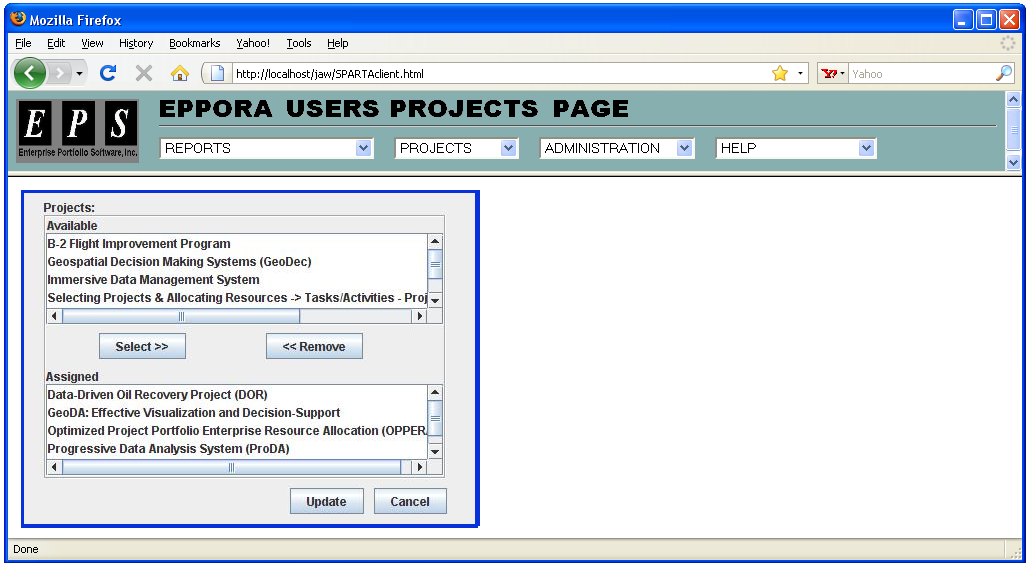 Mozilla Firefox
File Edit View History Bookmarks Yahoo! Tools Help
http://localhost/jaw/SPARTAclient.html
Y! Yahoo
E P S
Enterprise Portfolio Software, Inc.
EPPORA USERS PROJECTS PAGE
REPORTS PROJECTS ADMINISTRATION HELP
Projects:
Available
B-2 Flight Improvement Program
Geospatial Decision Making Systems (GeoDec)
Immersive Data Management System
Selecting Projects & Allocating Resources -> Tasks/Activities - Proj
Select >> << Remove
Assigned
Data-Driven Oil Recovery Project (DOR)
GeoDA: Effective Visualization and Decision-Support
Optimized Project Portfolio Enterprise Resource Allocation (OPPER
Progressive Data Analysis System (ProDA)
Update Cancel
Done